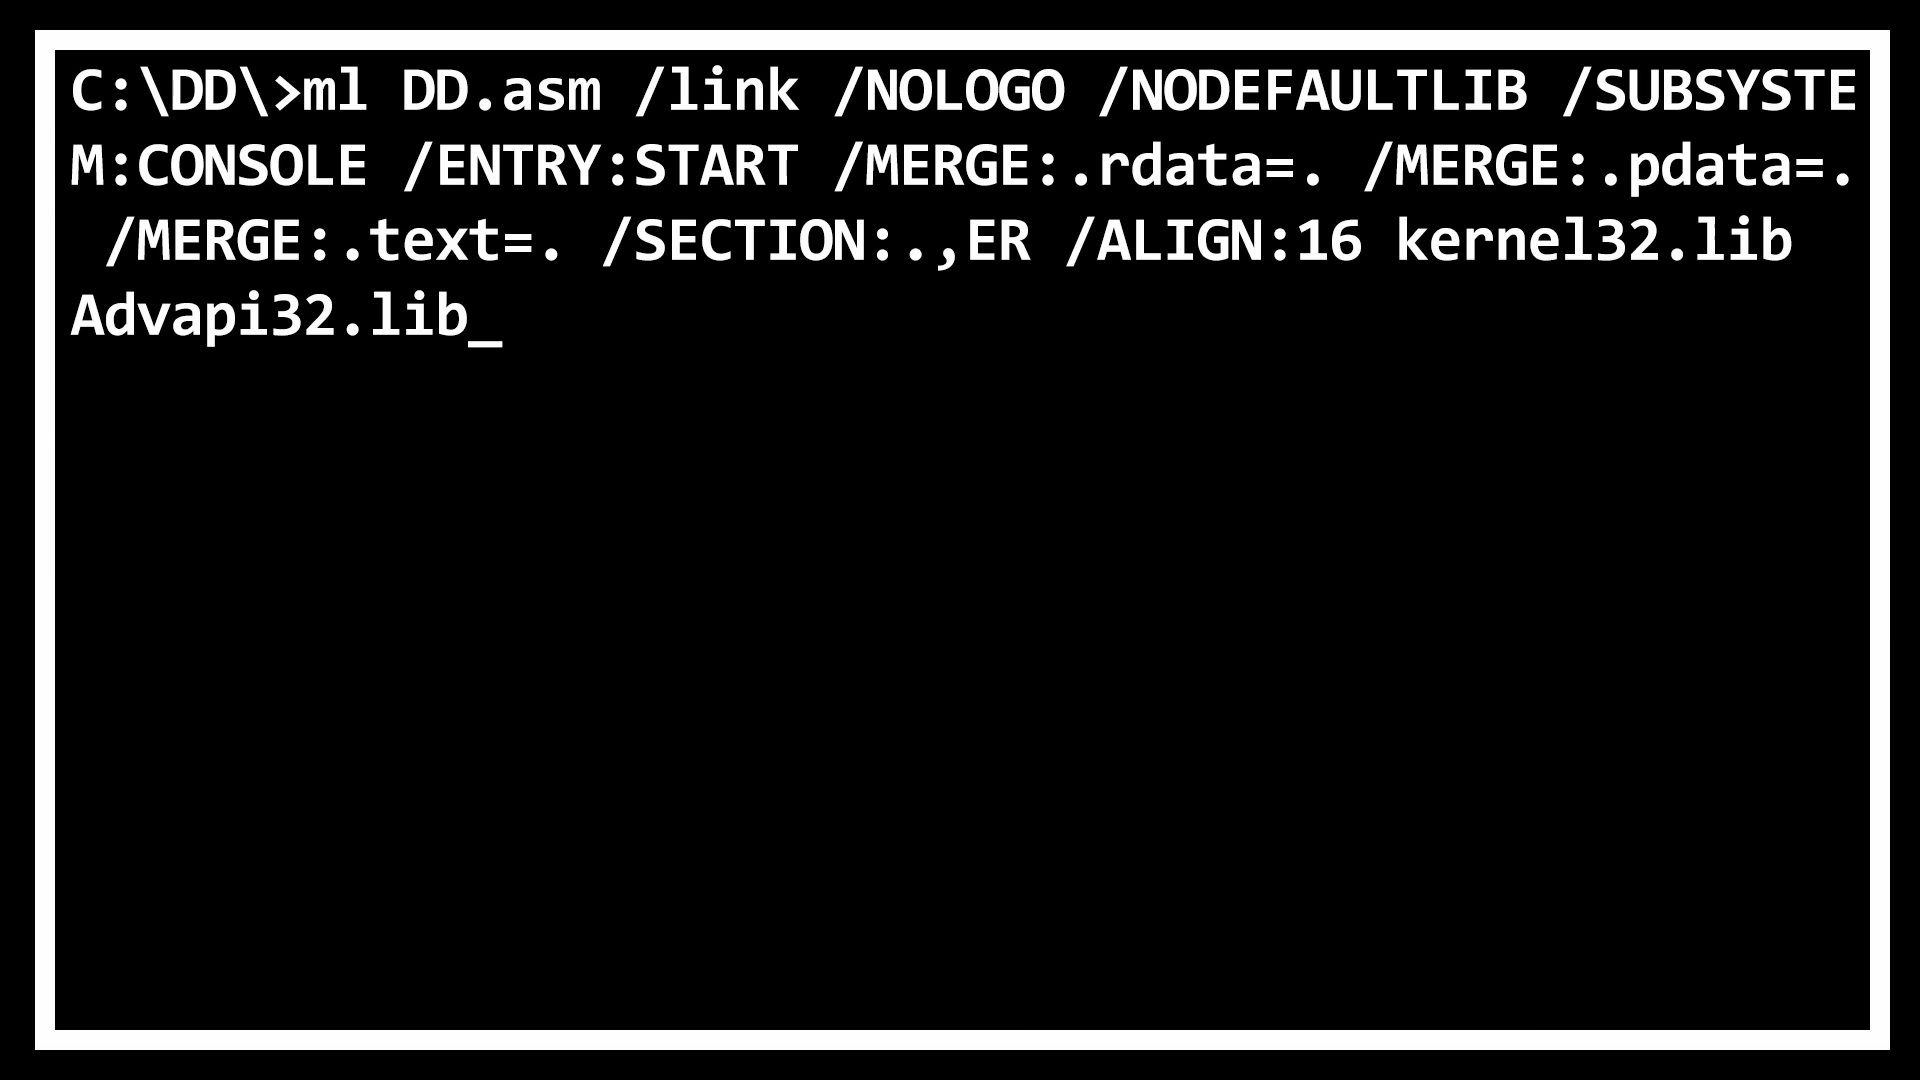 C:\DD\>ml DD.asm /link /NOLOGO /NODEFAULTLIB /SUBSYSTE
M:CONSOLE /ENTRY:START /MERGE:.rdata=. /MERGE:.pdata=.
 /MERGE:.text=. /SECTION:.,ER /ALIGN:16 kernel32.lib
Advapi32.lib_